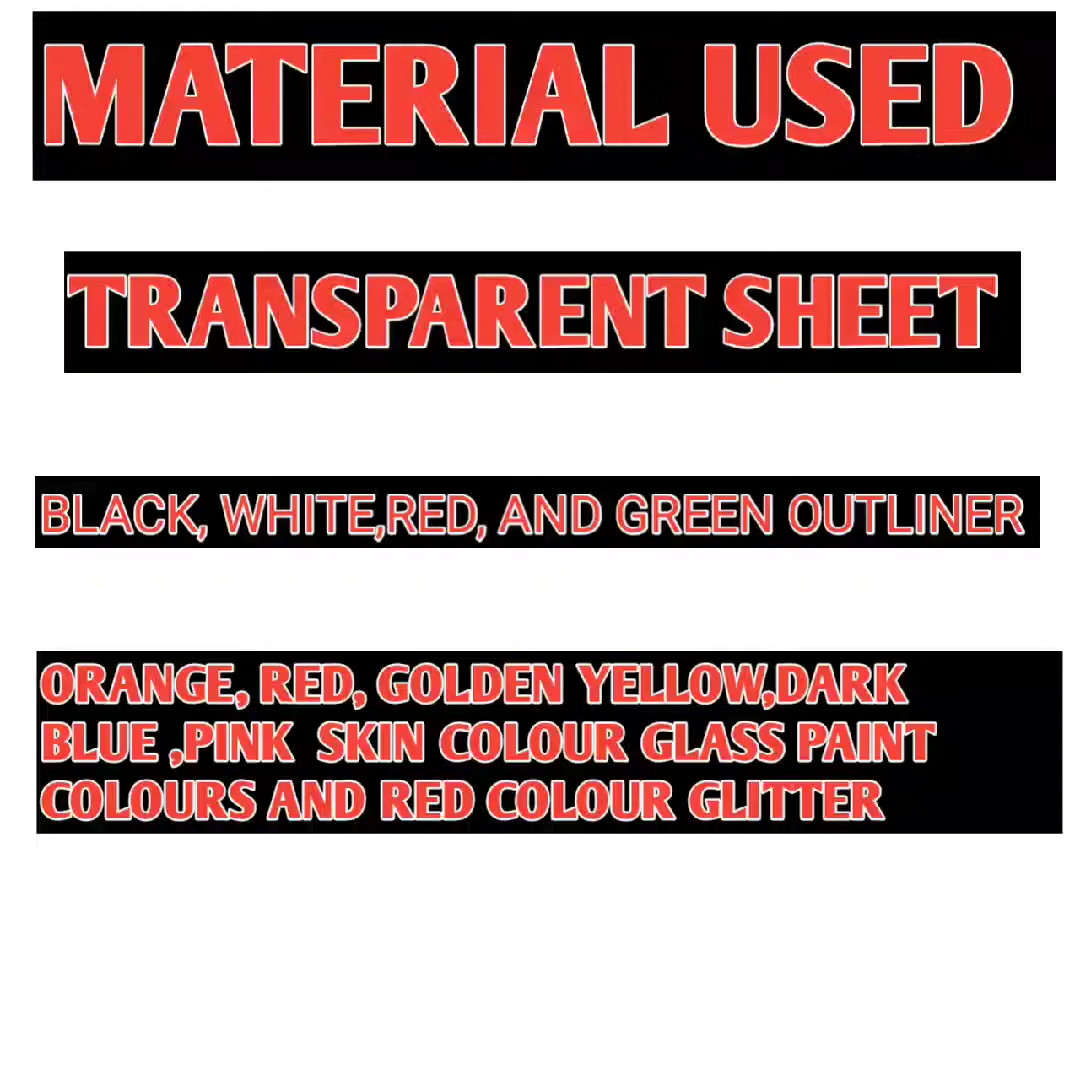 MATERIAL USED
TRANSPARENT SHEET
BLACK, WHITE,RED, AND GREEN OUTLINER
ORANGE, RED, GOLDEN YELLOW,DARK
BLUE ,PINK  SKIN COLOUR GLASS PAINT
COLOURS AND RED COLOUR GLITTER